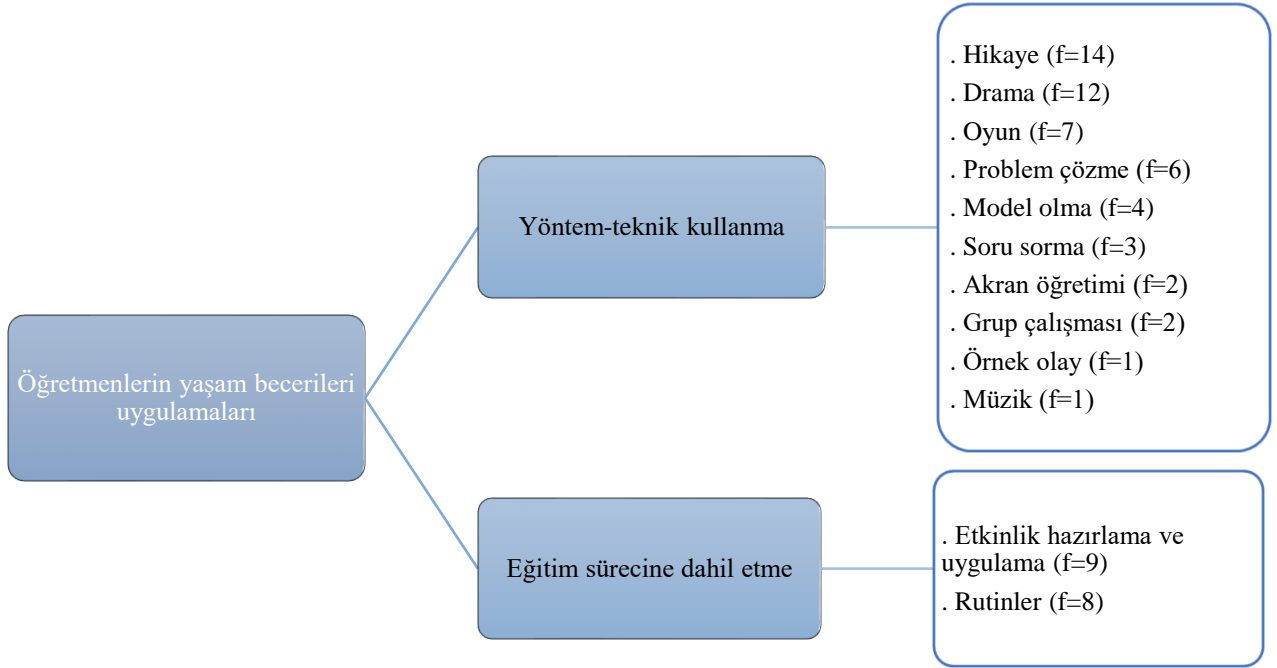 Öğretmenlerin yaşam becerileri
uygulamaları
Yöntem-teknik kullanma
. Hikaye (f=14)
. Drama (f=12)
. Oyun (f=7)
. Problem çözme (f=6)
. Model olma (f=4)
. Soru sorma (f=3)
. Akran öğretimi (f=2)
. Grup çalışması (f=2)
. Örnek olay (f=1)
. Müzik (f=1)
Eğitim sürecine dahil etme
. Etkinlik hazırlama ve
uygulama (f=9)
. Rutinler (f=8)